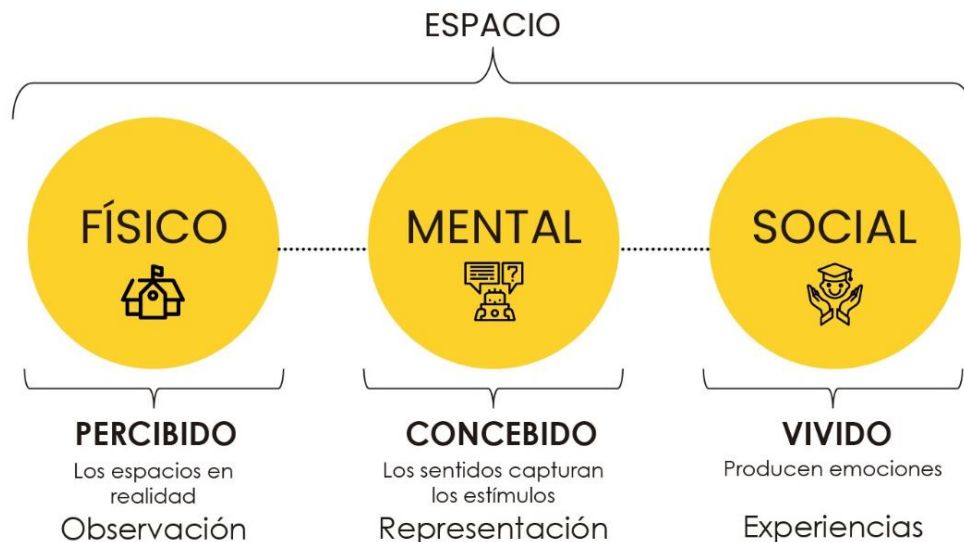 ESPACIO
FÍSICO
MENTAL
?
SOCIAL
PERCIBIDO
Los espacios en
realidad
Observación
CONCEBIDO
Los sentidos capturan
los estímulos
Representación
VIVIDO
Producen emociones
Experiencias